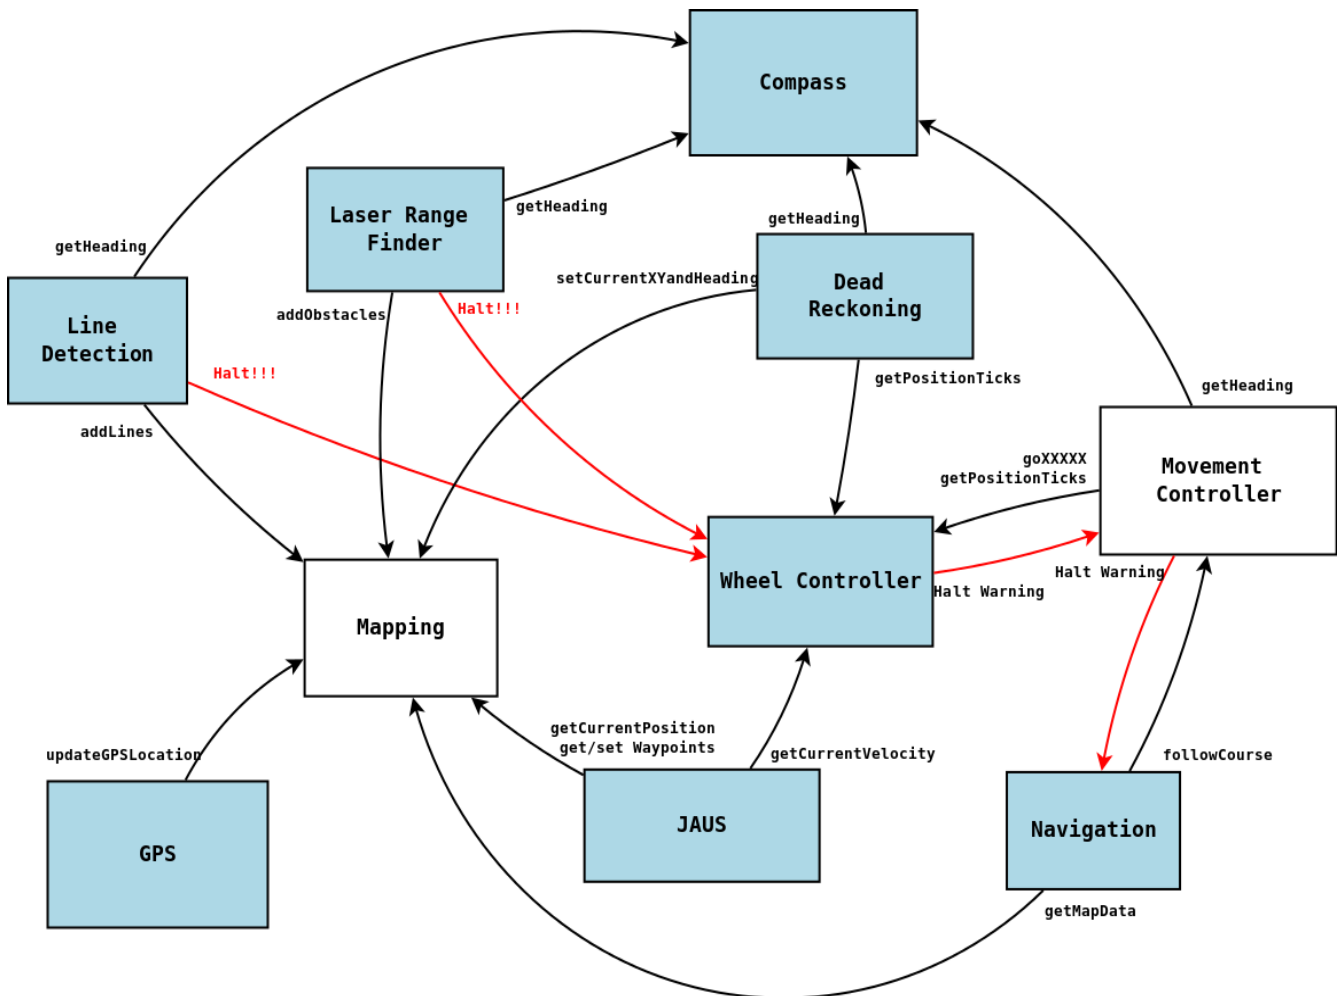 Compass
getHeading
Laser Range
Finder
getHeading
getHeading
setCurrentXYandHeading
Dead
Reckoning
addObstacles
Halt!!!
Line
Detection
Halt!!!
addLines
getPositionTicks
getHeading
goXXXXX
getPositionTicks
Movement
Controller
Wheel Controller
Halt Warning
Halt Warning
Mapping
getCurrentPosition
get/set Waypoints
getCurrentVelocity
updateGPSLocation
followCourse
GPS
JAUS
Navigation
getMapData